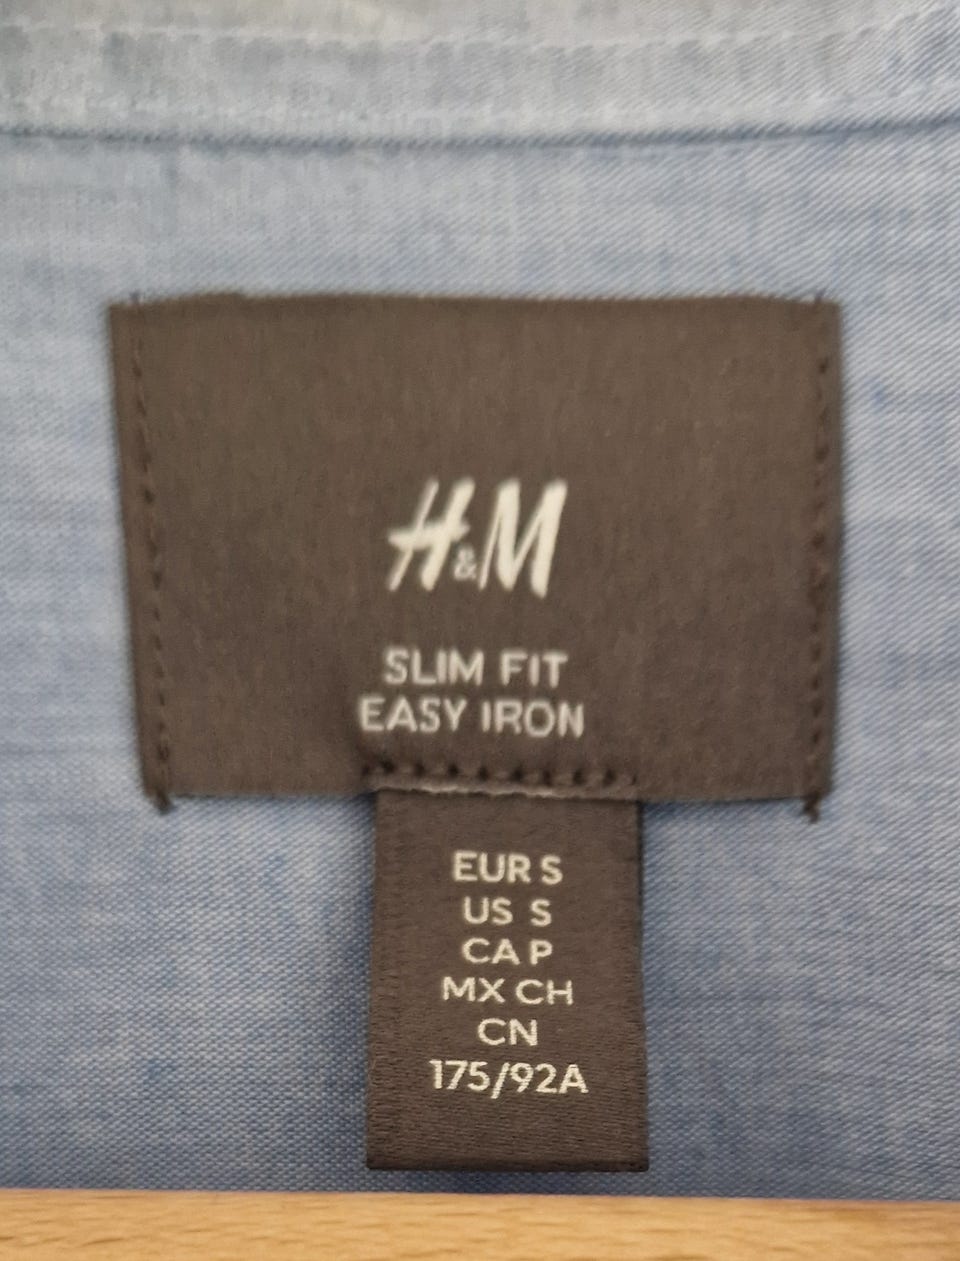 H&M
SLIM FIT
EASY IRON
EUR S
US S
CA P
MX CH
CN
175/92A